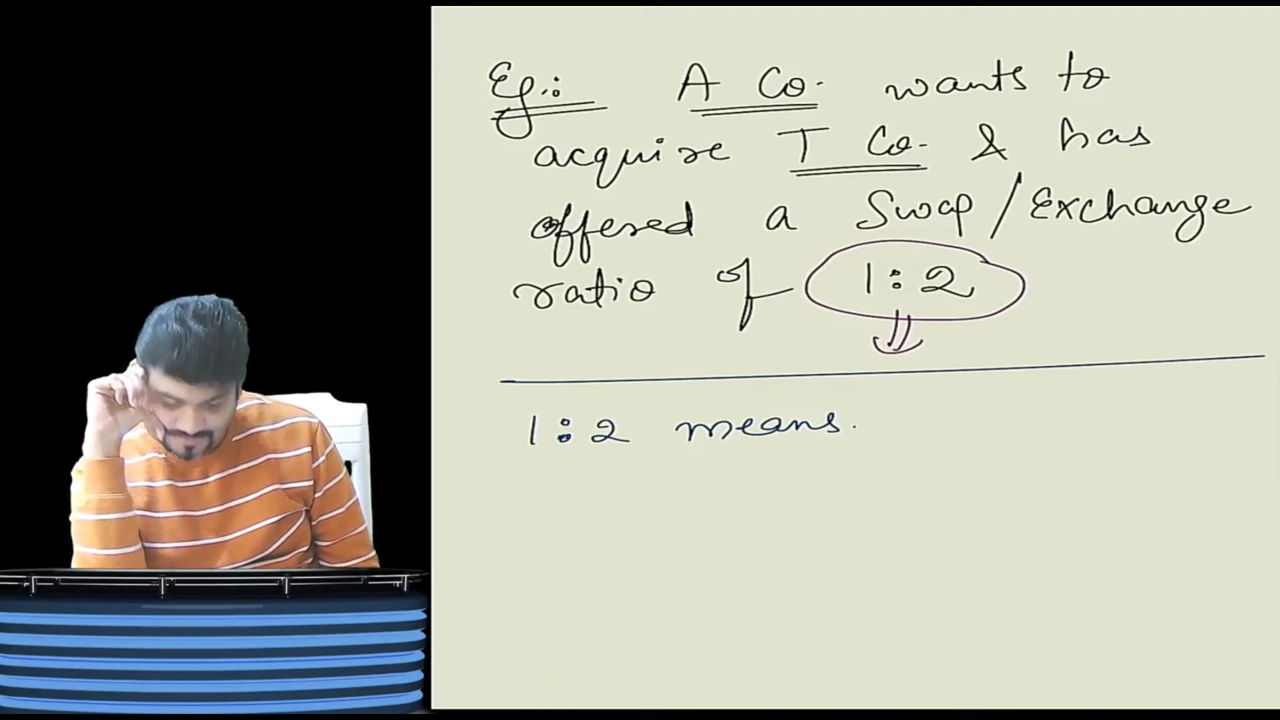 Eg.: A Co. wants to
acquire T Co. & has
offered a Swap/Exchange
ratio of 1:2
1:2 means.